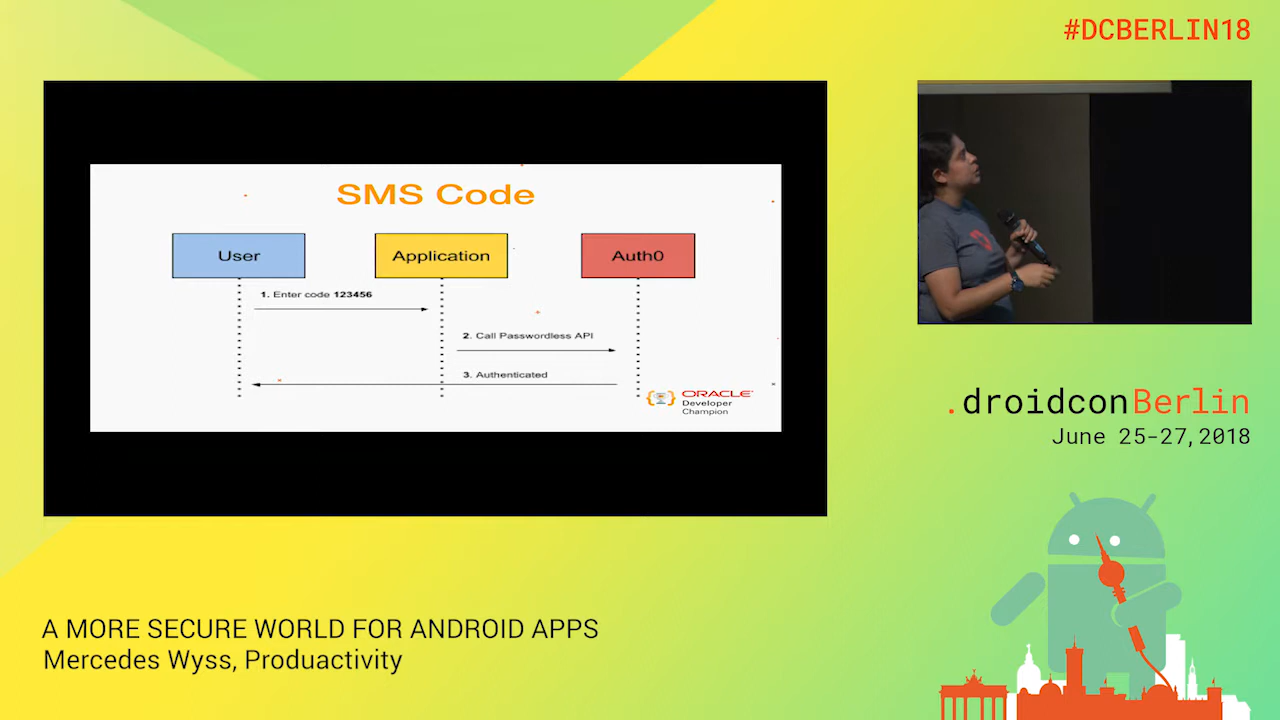 #DCBERLIN18
SMS Code
User
Application
Auth0
1. Enter code 123456
2. Call Passwordless API
3. Authenticated
ORACLE
Developer
Champion
.droidconBerlin
June 25-27, 2018
A MORE SECURE WORLD FOR ANDROID APPS
Mercedes Wyss, Produactivity